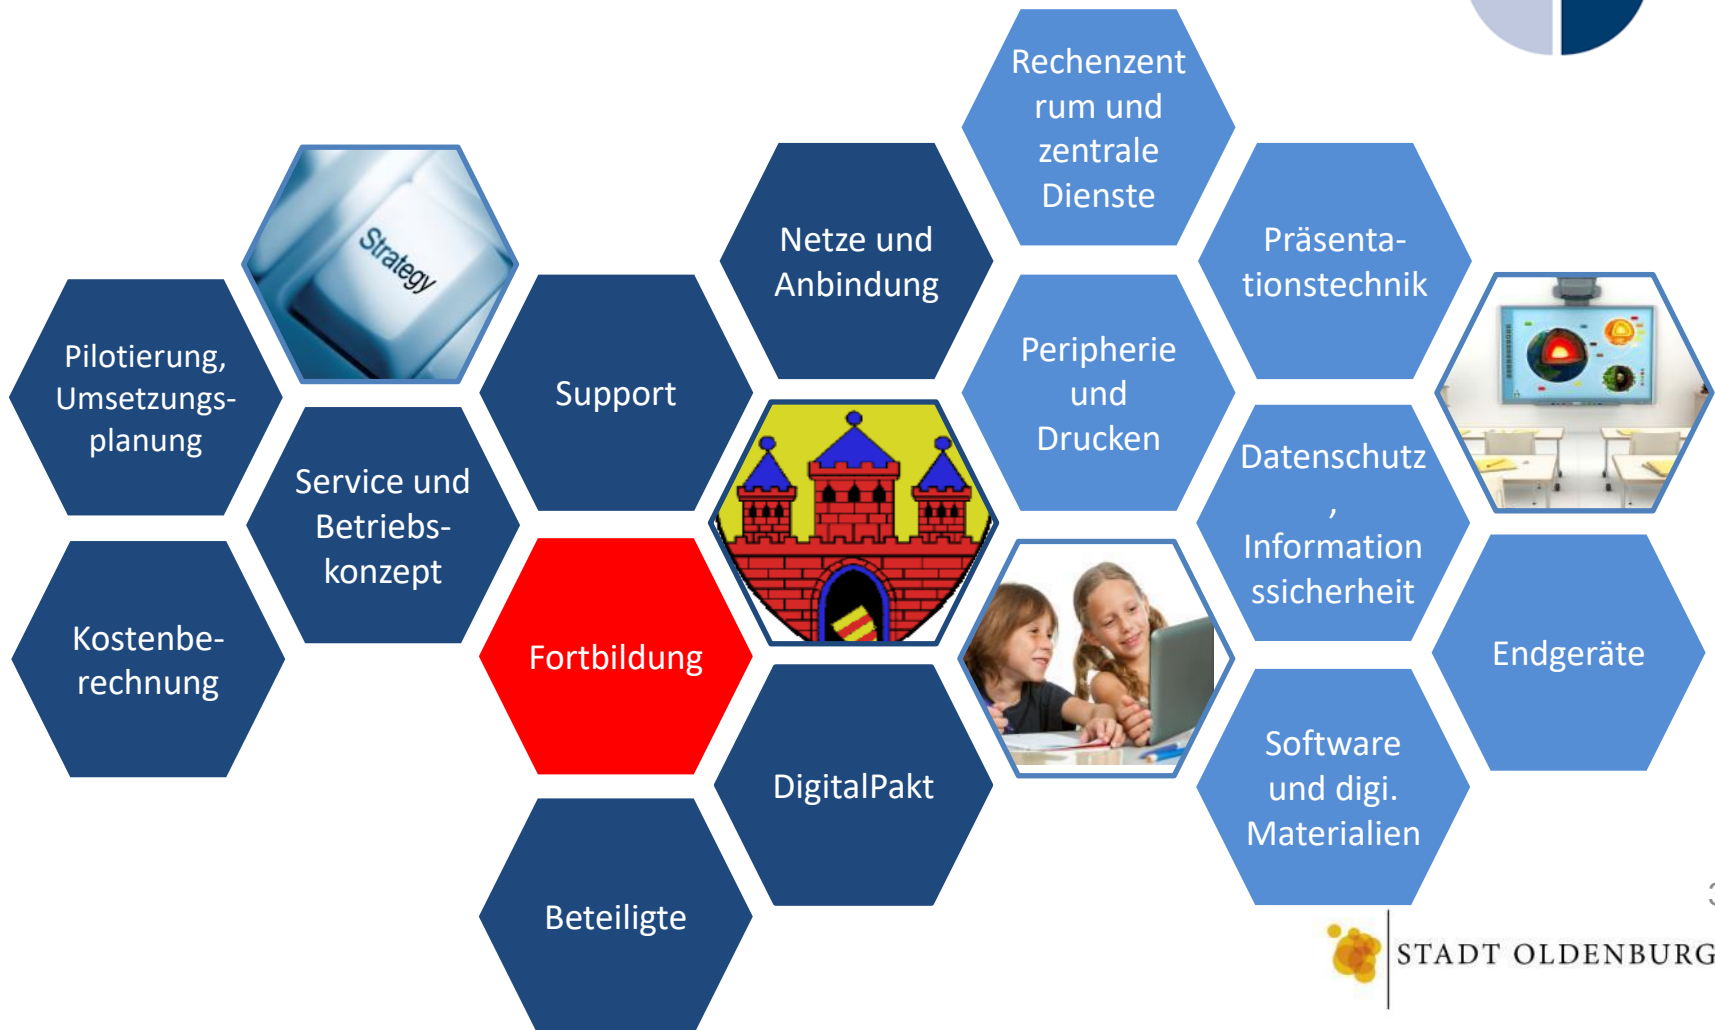 Rechenzent
rum und
zentrale
Dienste
Strategy
Netze und
Anbindung
Präsenta-
tionstechnik
Pilotierung,
Umsetzungs-
planung
Support
Peripherie
und
Drucken
Service und
Betriebs-
konzept
Datenschutz
,
Information
ssicherheit
Kostenbe-
rechnung
Fortbildung
Endgeräte
DigitalPakt
Software
und digi.
Materialien
Beteiligte
STADT OLDENBURG